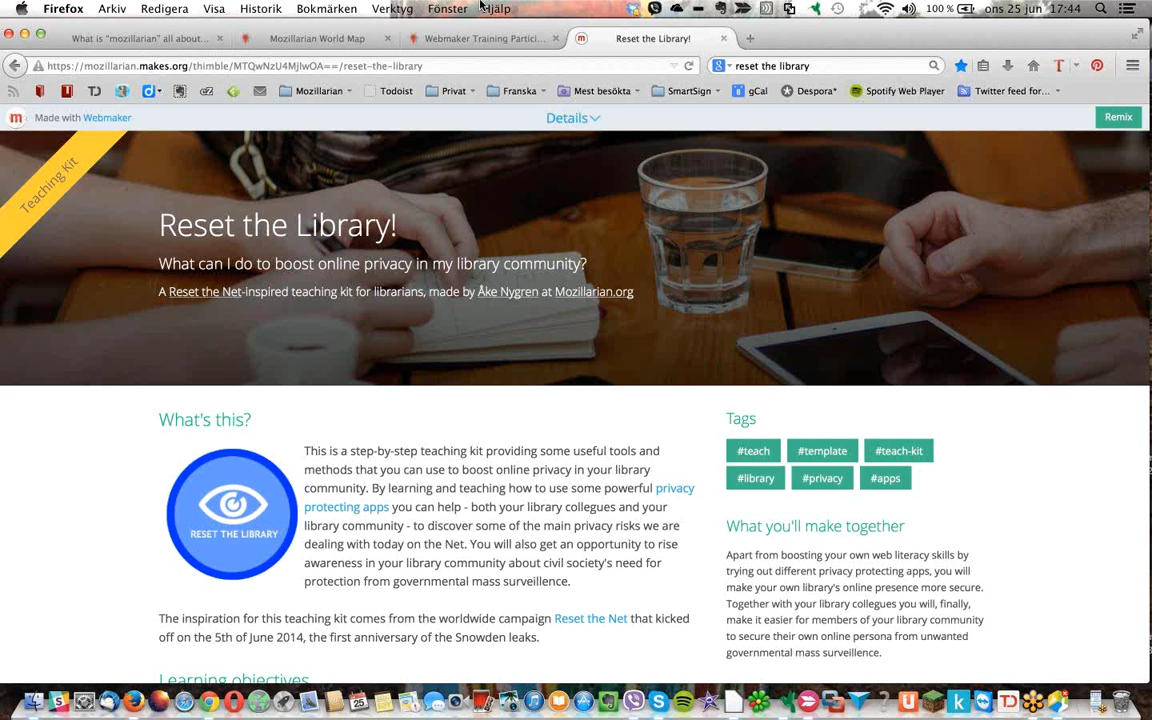 Firefox Arkiv Redigera Visa Historik Bokmärken Verktyg Fönster Hjälp 100 % ons 25 jun 17:44
What is "mozillarian" all about... Mozillarian World Map Webmaker Training Partici... Reset the Library!
https://mozillarian.makes.org/thimble/MTQwNzU4MjIwOA==/reset-the-library reset the library
Mozillarian Todoist Privat Franska Mest besökta SmartSign gCal Despora* Spotify Web Player Twitter feed for...
m Made with Webmaker Details Remix
Teaching Kit
Reset the Library!
What can I do to boost online privacy in my library community?
A Reset the Net-inspired teaching kit for librarians, made by Åke Nygren at Mozillarian.org
What's this?
RESET THE LIBRARY
This is a step-by-step teaching kit providing some useful tools and
methods that you can use to boost online privacy in your library
community. By learning and teaching how to use some powerful privacy
protecting apps you can help - both your library collegues and your
library community - to discover some of the main privacy risks we are
dealing with today on the Net. You will also get an opportunity to rise
awareness in your library community about civil society's need for
protection from governmental mass surveillence.
The inspiration for this teaching kit comes from the worldwide campaign Reset the Net that kicked
off on the 5th of June 2014, the first anniversary of the Snowden leaks.
Learning objectives
Tags
#teach #template #teach-kit
#library #privacy #apps
What you'll make together
Apart from boosting your own web literacy skills by
trying out different privacy protecting apps, you will
make your own library's online presence more secure.
Together with your library collegues you will, finally,
make it easier for members of your library community
to secure their own online persona from unwanted
governmental mass surveillence.